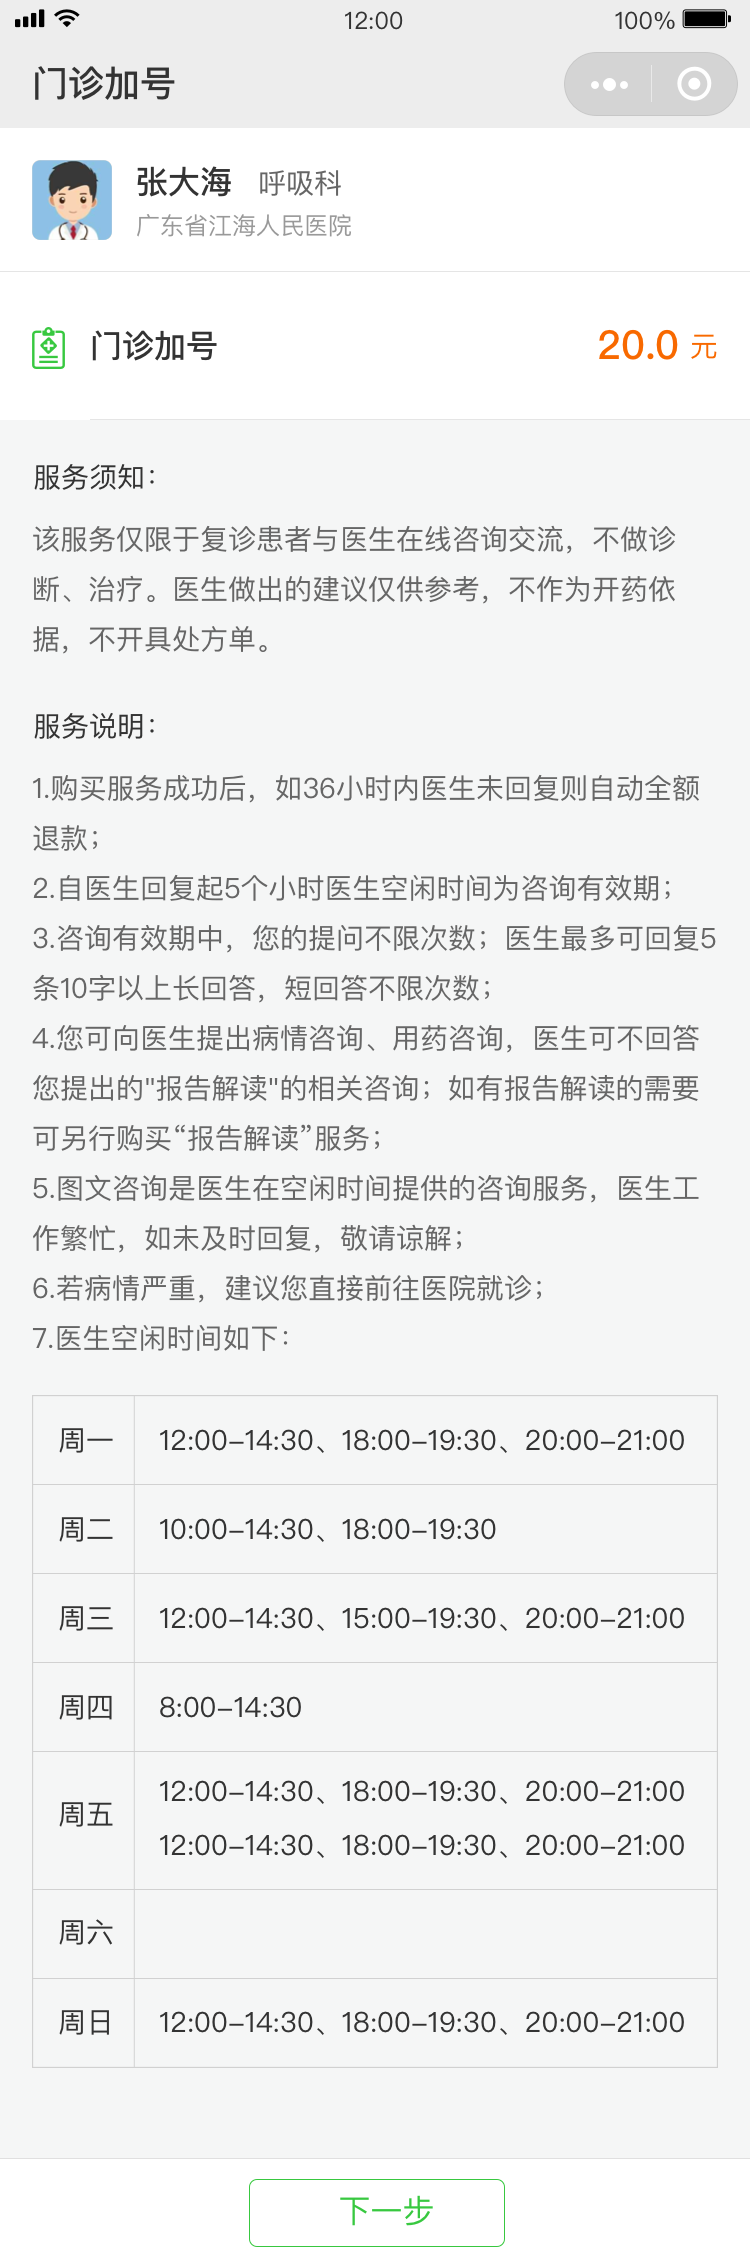 12:00
100%
门诊加号
张大海 呼吸科
广东省江海人民医院
门诊加号 20.0 元
服务须知：
该服务仅限于复诊患者与医生在线咨询交流，不做诊
断、治疗。医生做出的建议仅供参考，不作为开药依
据，不开具处方单。
服务说明：
1.购买服务成功后，如36小时内医生未回复则自动全额
退款；
2.自医生回复起5个小时医生空闲时间为咨询有效期；
3.咨询有效期中，您的提问不限次数；医生最多可回复5
条10字以上长回答，短回答不限次数；
4.您可向医生提出病情咨询、用药咨询，医生可不回答
您提出的"报告解读"的相关咨询；如有报告解读的需要
可另行购买“报告解读”服务；
5.图文咨询是医生在空闲时间提供的咨询服务，医生工
作繁忙，如未及时回复，敬请谅解；
6.若病情严重，建议您直接前往医院就诊；
7.医生空闲时间如下：
周一 12:00–14:30、18:00–19:30、20:00–21:00
周二 10:00–14:30、18:00–19:30
周三 12:00–14:30、15:00–19:30、20:00–21:00
周四 8:00–14:30
周五 12:00–14:30、18:00–19:30、20:00–21:00
12:00–14:30、18:00–19:30、20:00–21:00
周六
周日 12:00–14:30、18:00–19:30、20:00–21:00
下一步